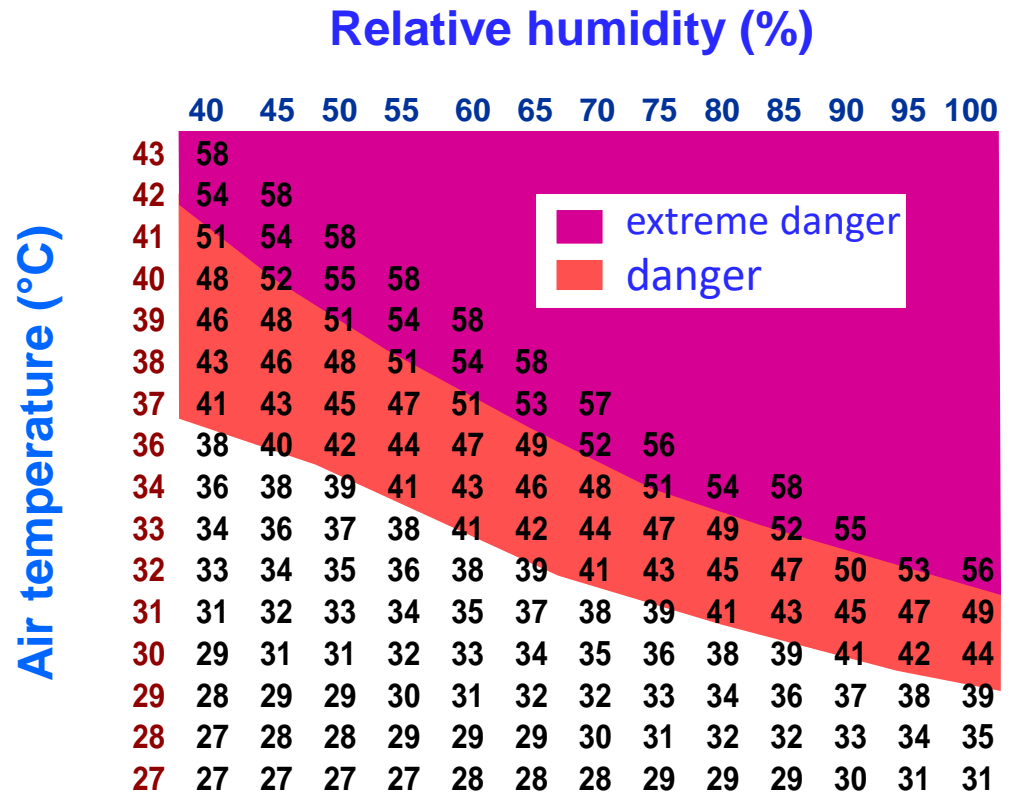 Relative humidity (%)
40 45 50 55 60 65 70 75 80 85 90 95 100
Air temperature (°C)
43 58
42 54 58
extreme danger
41 51 54 58
danger
40 48 52 55 58
39 46 48 51 54 58
38 43 46 48 51 54 58
37 41 43 45 47 51 53 57
36 38 40 42 44 47 49 52 56
34 36 38 39 41 43 46 48 51 54 58
33 34 36 37 38 41 42 44 47 49 52 55
32 33 34 35 36 38 39 41 43 45 47 50 53 56
31 31 32 33 34 35 37 38 39 41 43 45 47 49
30 29 31 31 32 33 34 35 36 38 39 41 42 44
29 28 29 29 30 31 32 32 33 34 36 37 38 39
28 27 28 28 29 29 29 30 31 32 32 33 34 35
27 27 27 27 27 28 28 28 29 29 29 30 31 31